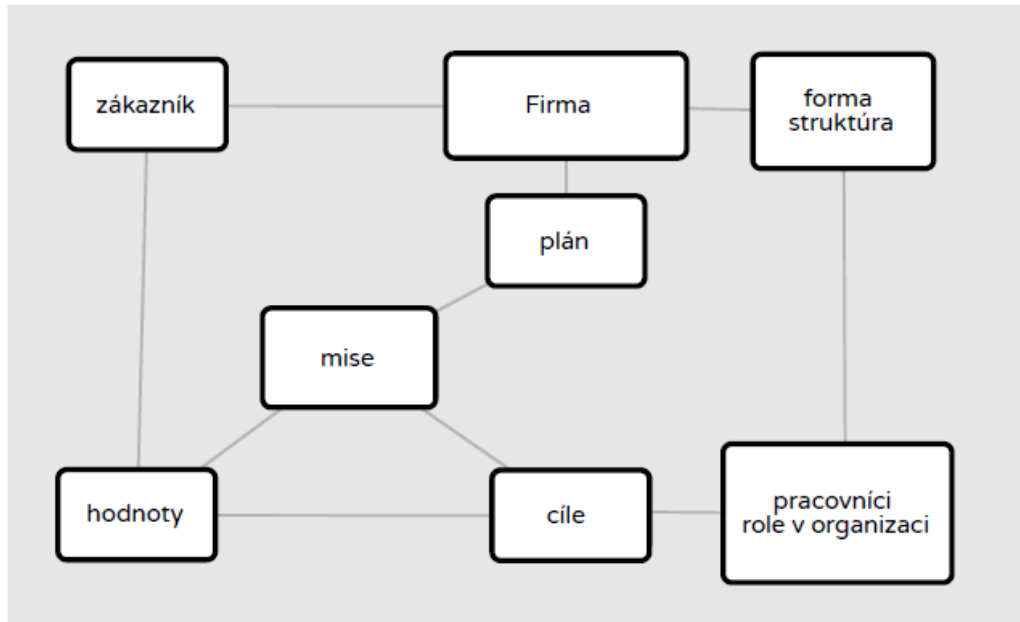 zákazník
Firma
forma
struktúra
plán
mise
hodnoty
cíle
pracovníci
role v organizaci